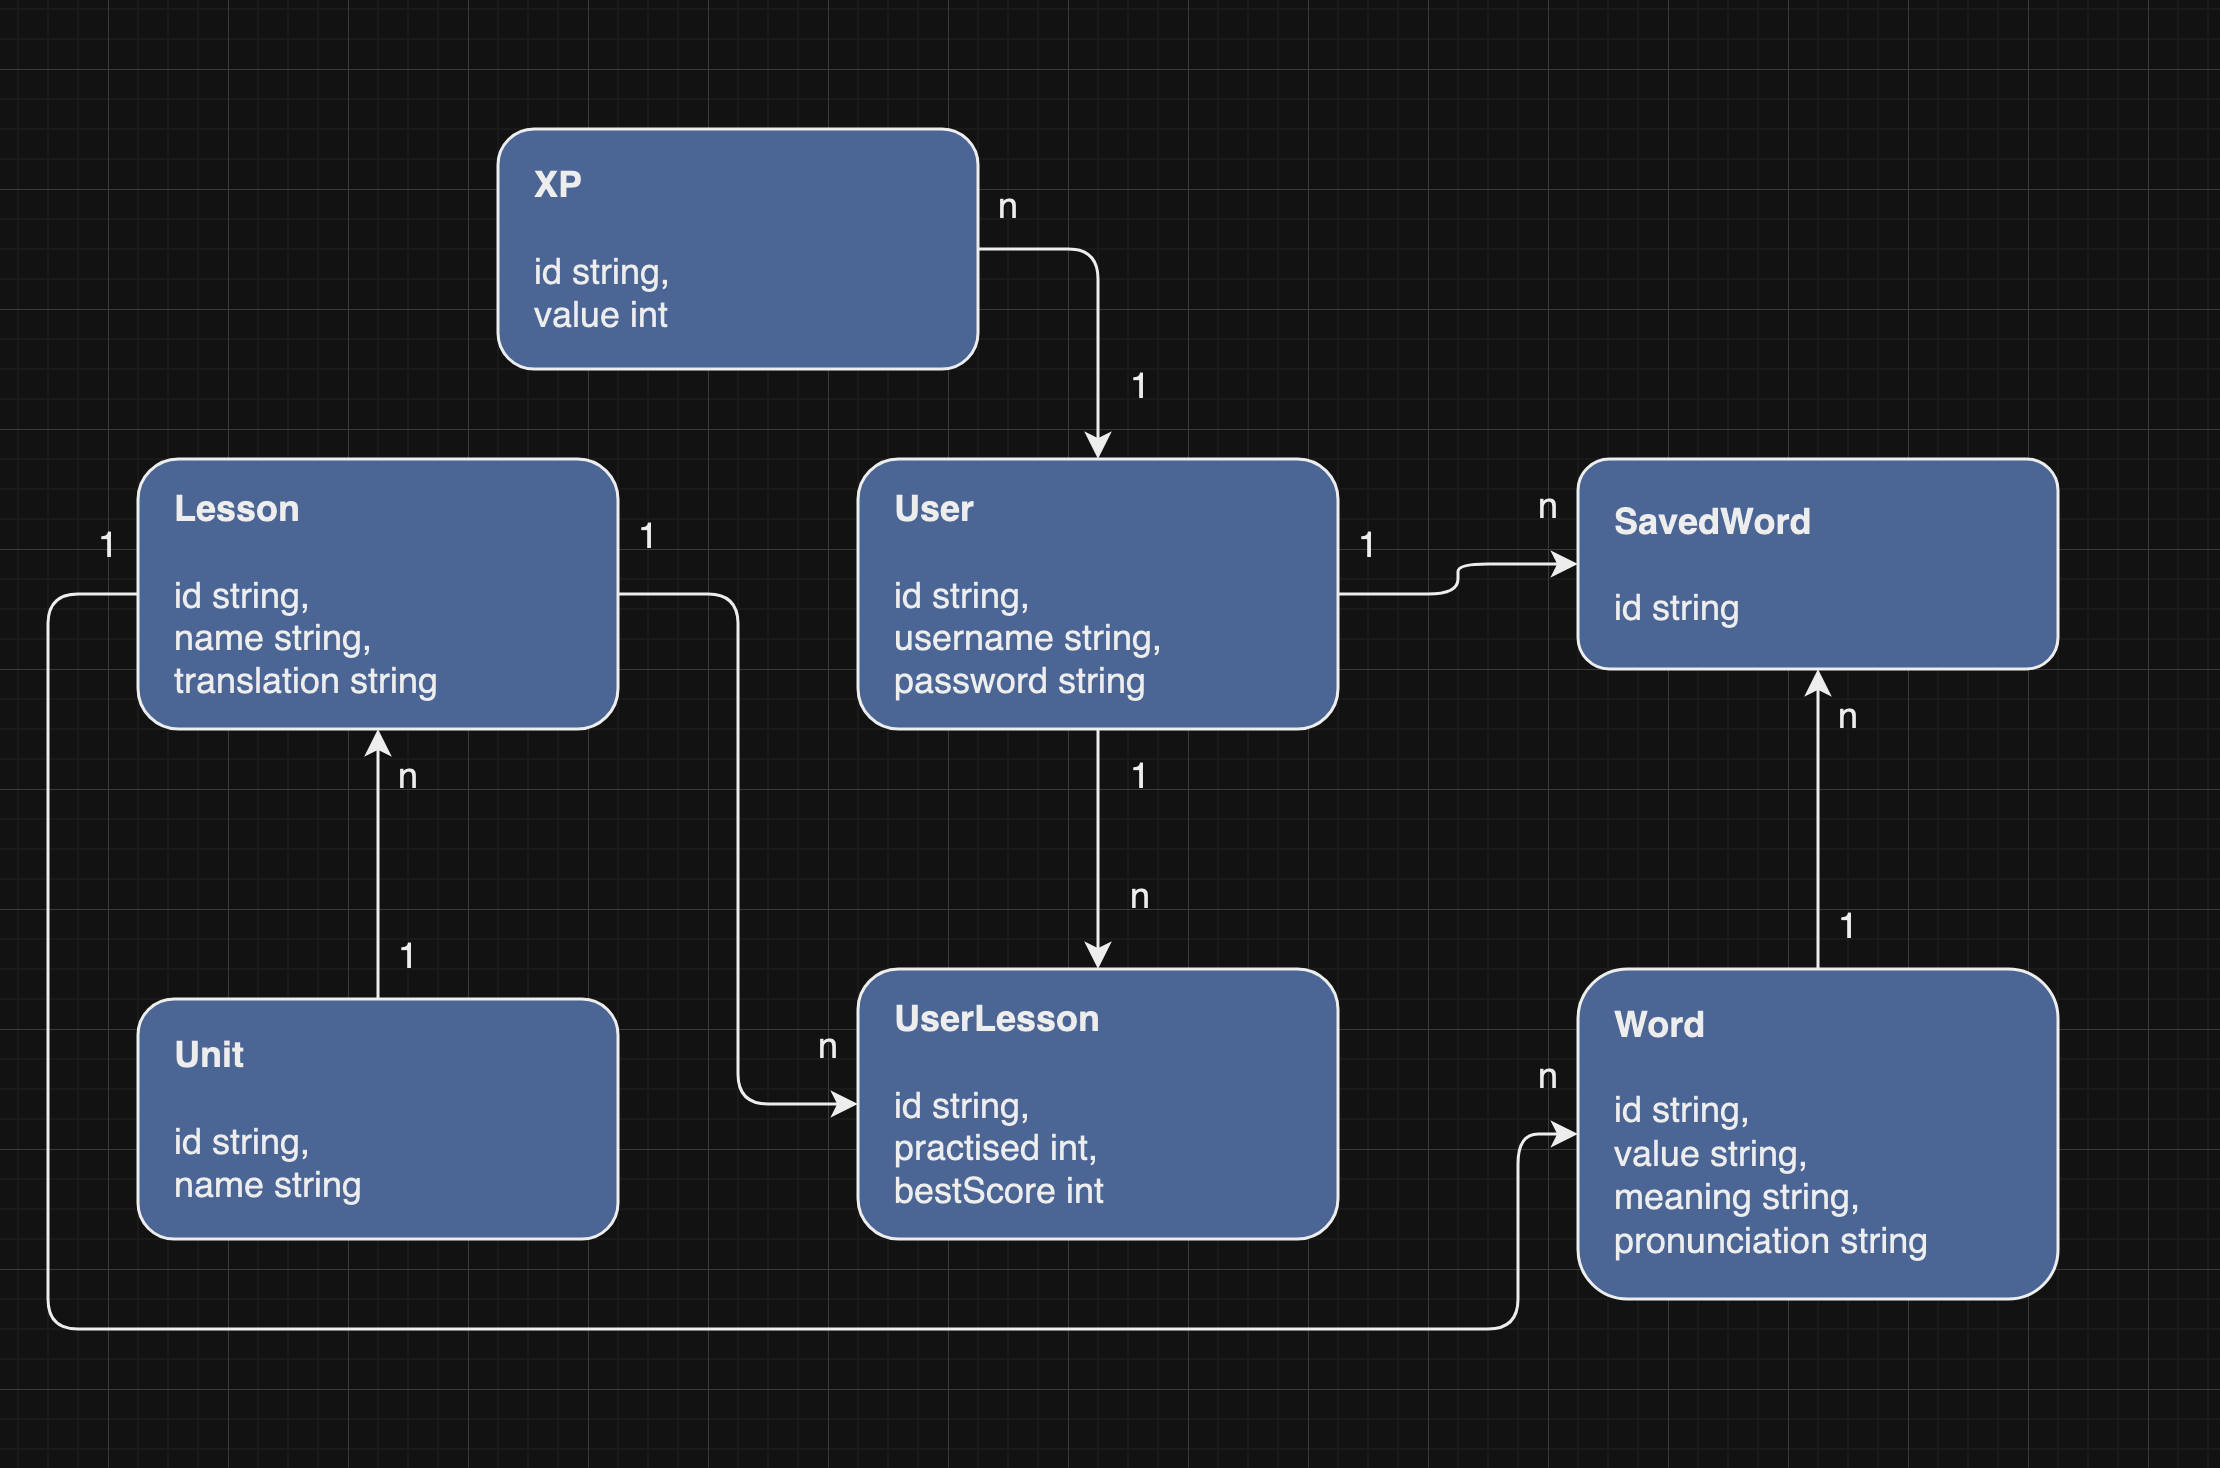 XP
id string,
value int
n
1
Lesson
id string,
name string,
translation string
1
1
User
id string,
username string,
password string
1
n
SavedWord
id string
n
1
n
1
n
1
Unit
id string,
name string
n
UserLesson
id string,
practised int,
bestScore int
n
Word
id string,
value string,
meaning string,
pronunciation string